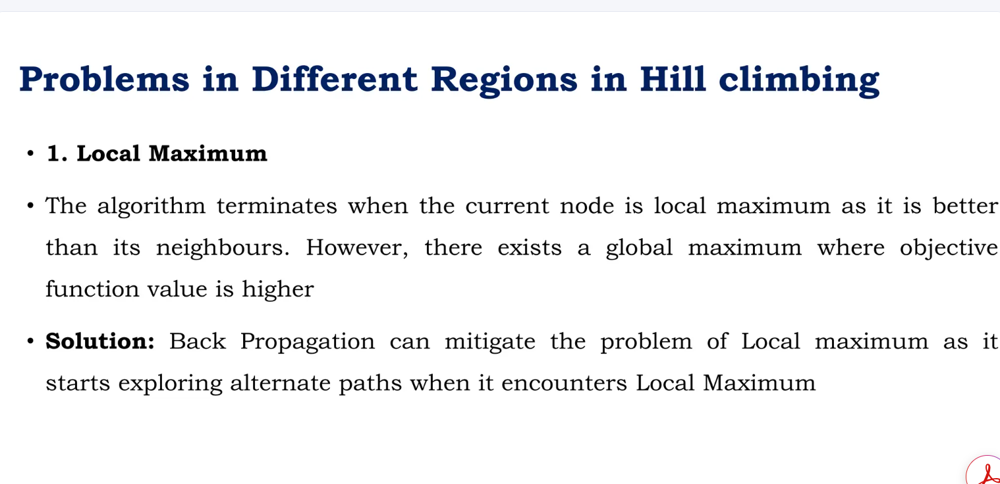 Problems in Different Regions in Hill climbing
• 1. Local Maximum
• The algorithm terminates when the current node is local maximum as it is better
than its neighbours. However, there exists a global maximum where objective
function value is higher
• Solution: Back Propagation can mitigate the problem of Local maximum as it
starts exploring alternate paths when it encounters Local Maximum